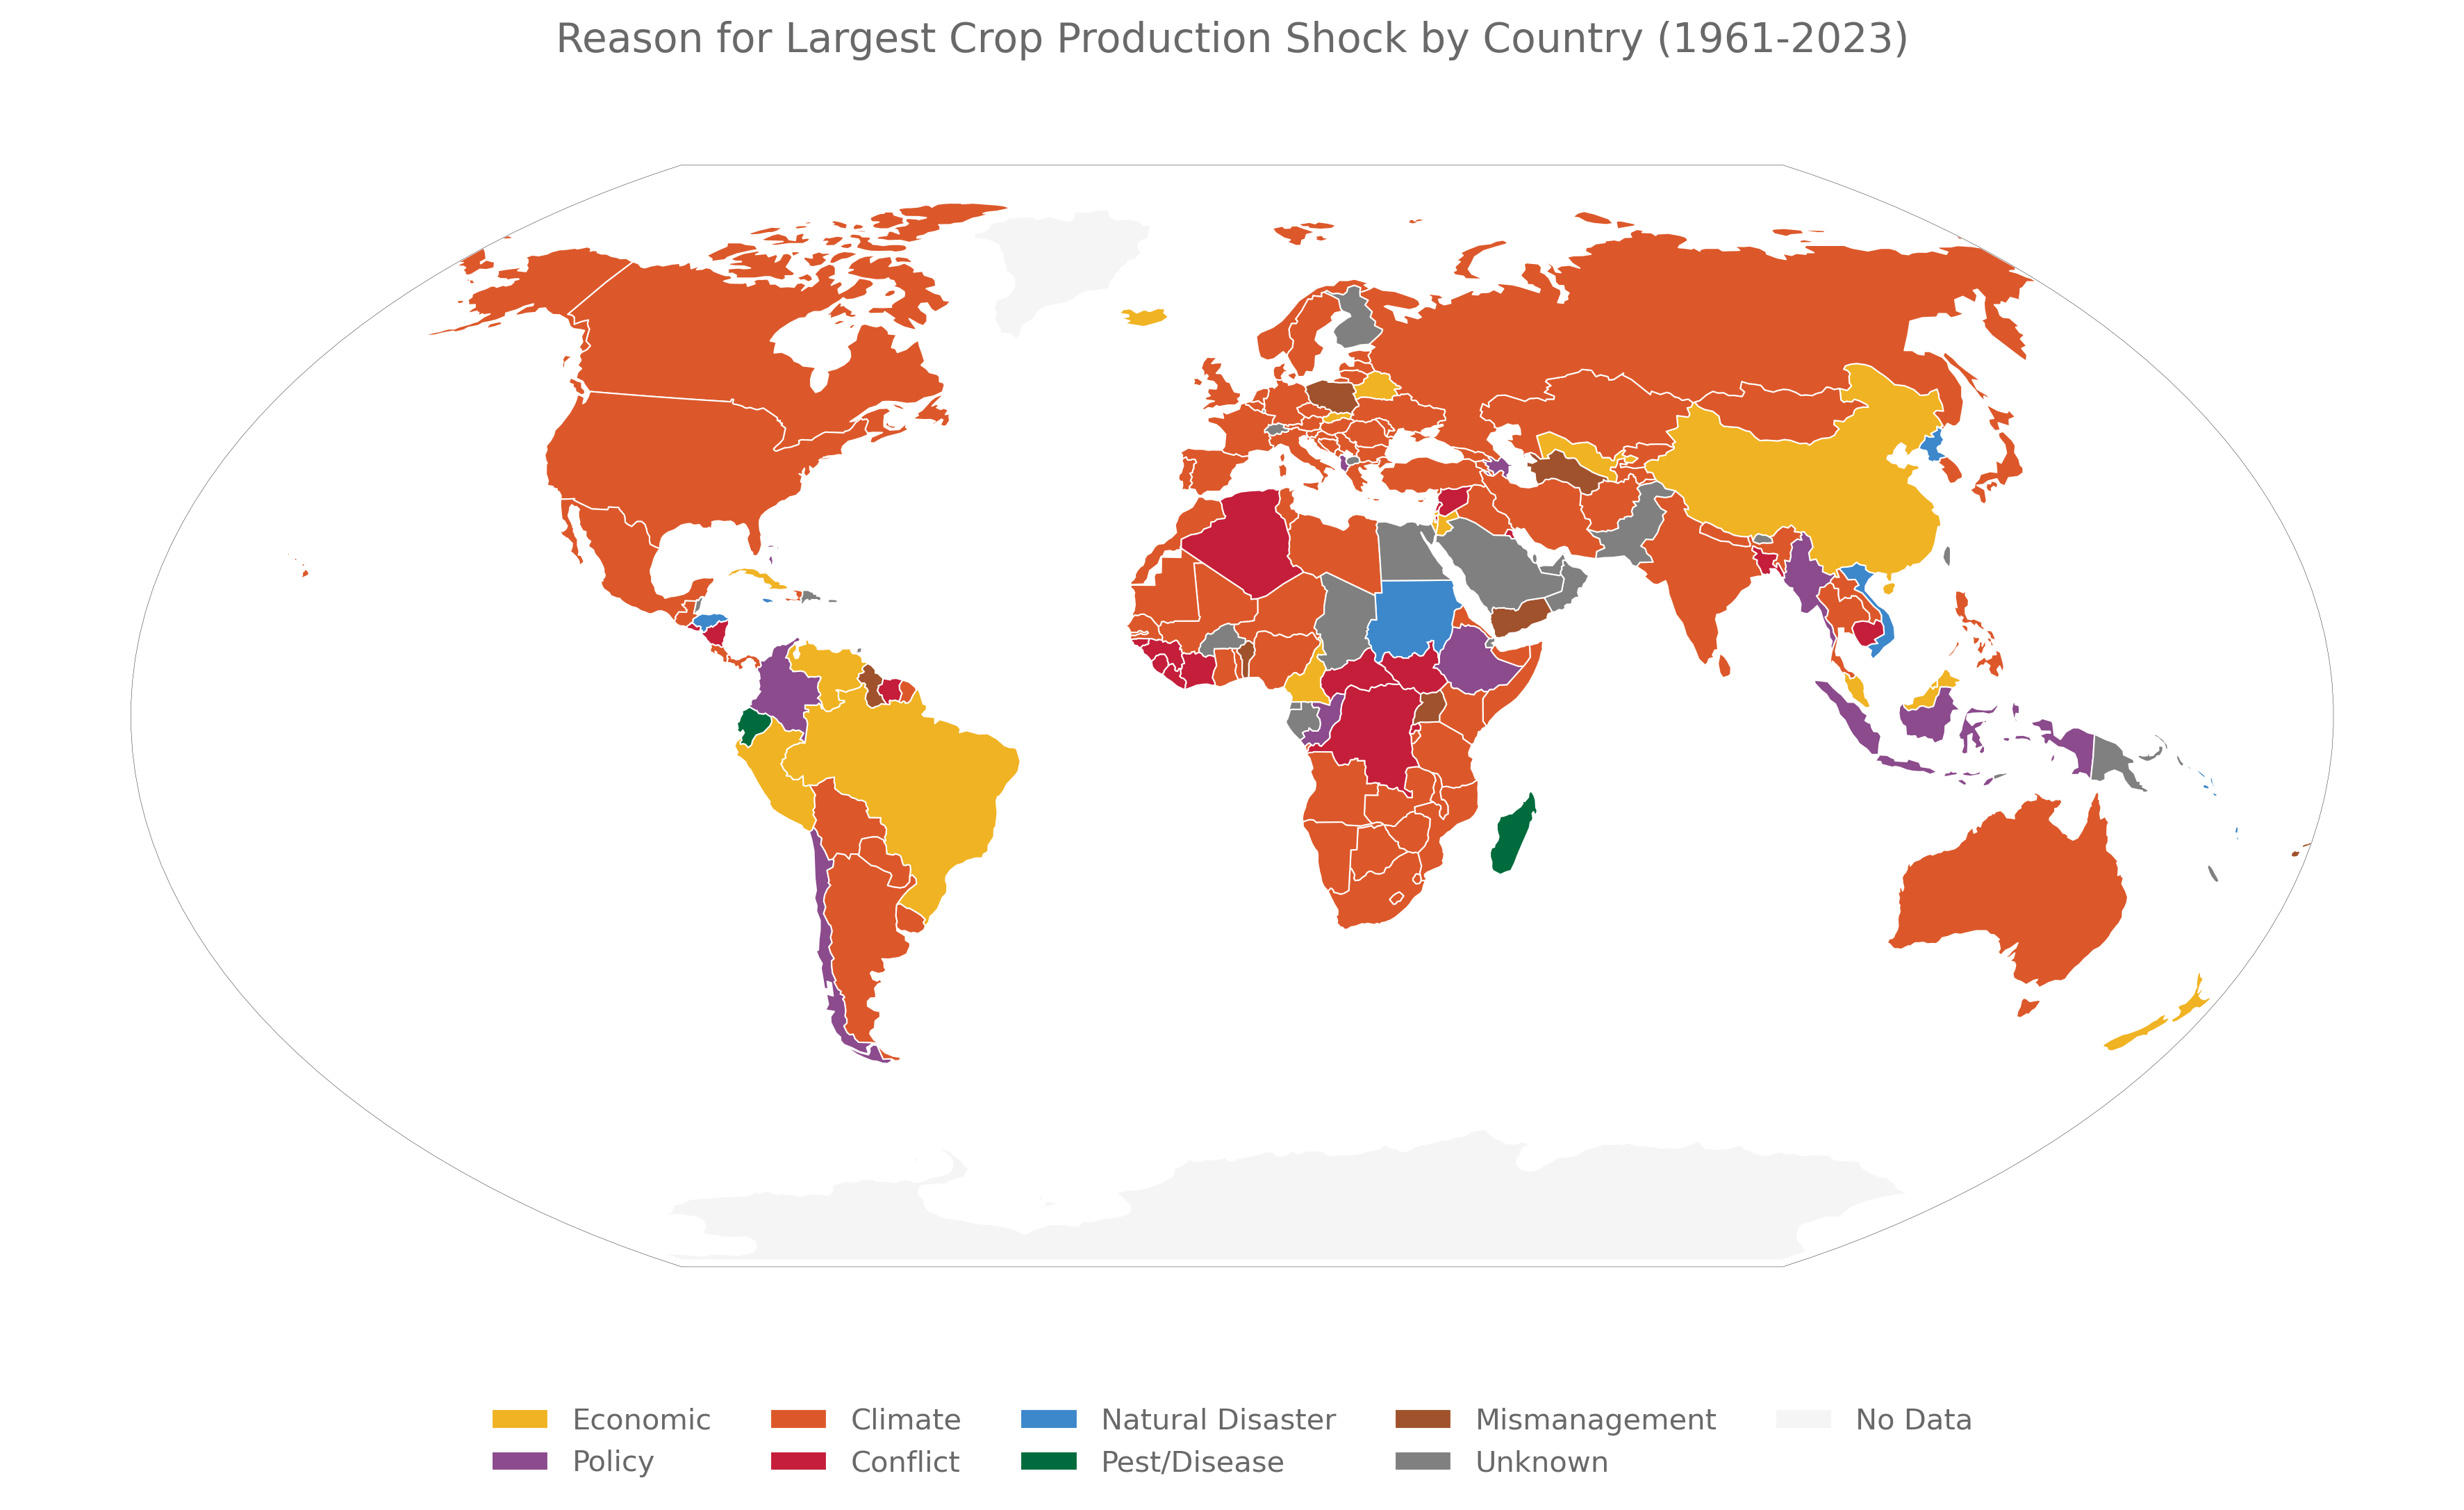 Reason for Largest Crop Production Shock by Country (1961-2023)
Economic
Climate
Natural Disaster
Mismanagement
No Data
Policy
Conflict
Pest/Disease
Unknown